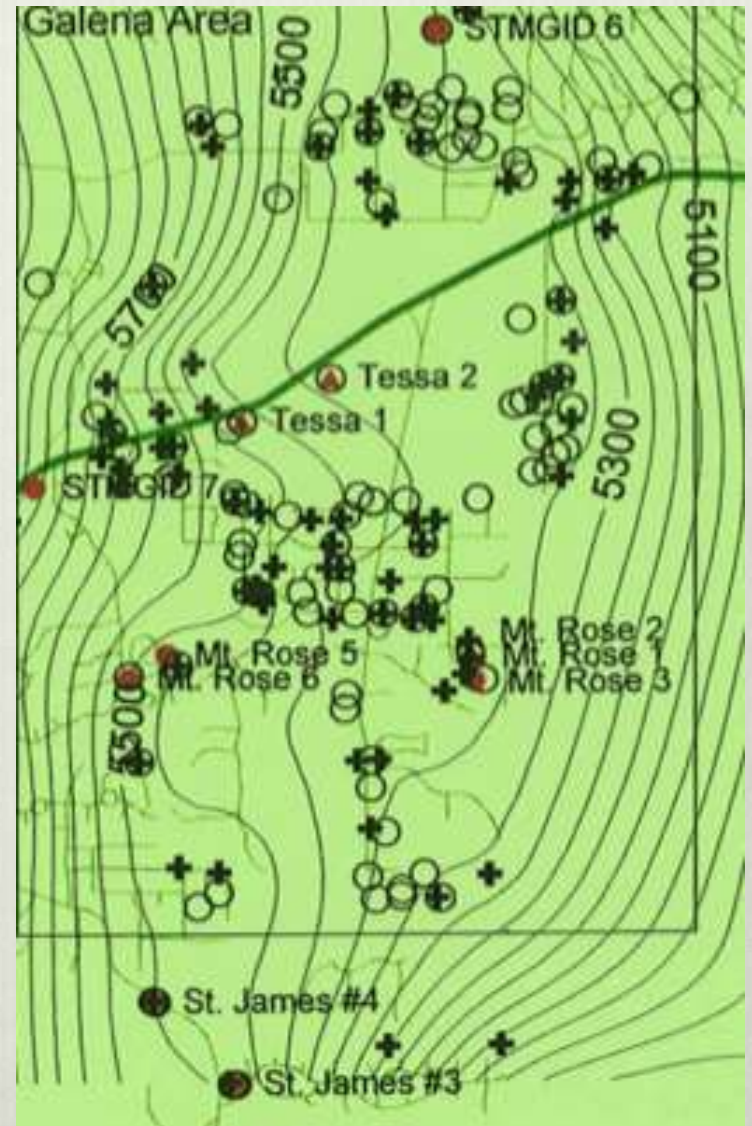 Galena Area
STMGID 6
5500
5100
5700
Tessa 2
Tessa 1
5300
STMGID 7
Mt. Rose 2
Mt. Rose 5
Mt. Rose 1
Mt. Rose 6
Mt. Rose 3
5500
St. James #4
St. James #3